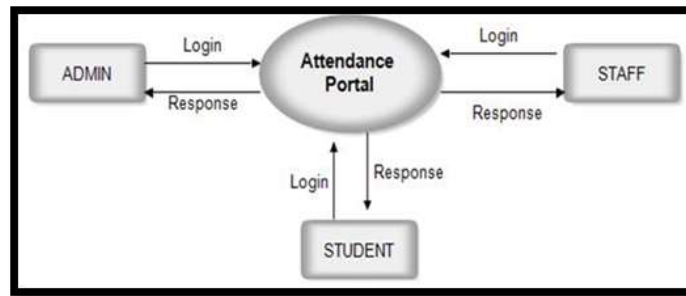 Login
Attendance
Portal
Login
ADMIN
STAFF
Response
Response
Login
Response
STUDENT